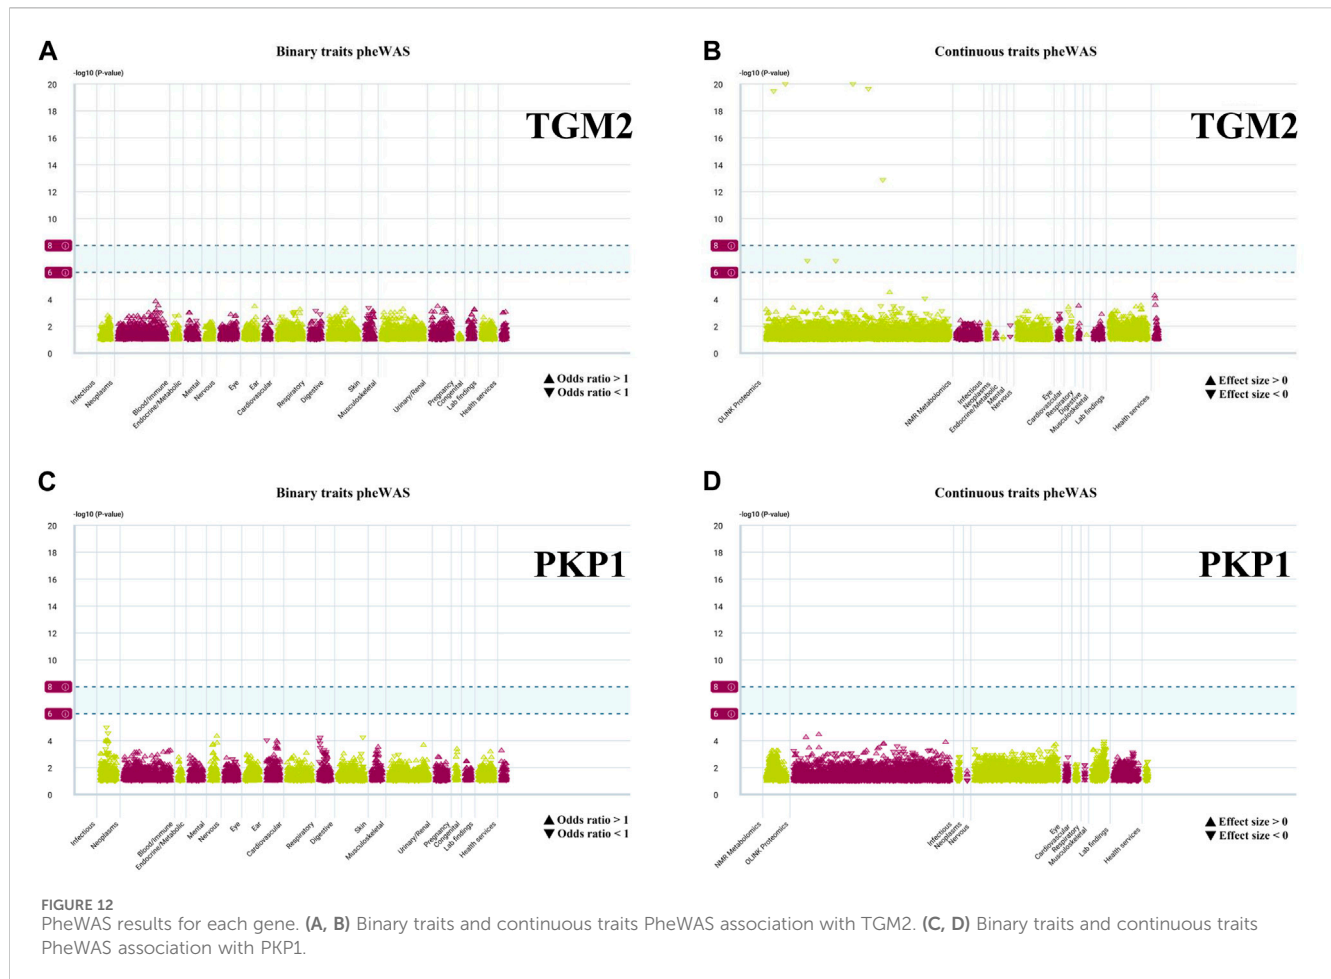 A
Binary traits pheWAS
-log10 (P-value)
20
18
16
14
12
10
8
6
4
2
0
TGM2
Infectious
Neoplasms
Blood/Immune
Endocrine/Metabolic
Mental
Nervous
Eye
Ear
Cardiovascular
Respiratory
Digestive
Skin
Musculoskeletal
Urinary/Renal
Pregnancy
Congenital
Lab findings
Health services
▲ Odds ratio > 1
▼ Odds ratio < 1
B
Continuous traits pheWAS
-log10 (P-value)
20
18
16
14
12
10
8
6
4
2
0
TGM2
OLINK Proteomics
NMR Metabolomics
Infectious
Neoplasms
Endocrine/Metabolic
Mental
Nervous
Eye
Cardiovascular
Respiratory
Digestive
Musculoskeletal
Lab findings
Health services
▲ Effect size > 0
▼ Effect size < 0
C
Binary traits pheWAS
-log10 (P-value)
20
18
16
14
12
10
8
6
4
2
0
PKP1
Infectious
Neoplasms
Blood/Immune
Endocrine/Metabolic
Mental
Nervous
Eye
Ear
Cardiovascular
Respiratory
Digestive
Skin
Musculoskeletal
Urinary/Renal
Pregnancy
Congenital
Lab findings
Health services
▲ Odds ratio > 1
▼ Odds ratio < 1
D
Continuous traits pheWAS
-log10 (P-value)
20
18
16
14
12
10
8
6
4
2
0
PKP1
NMR Metabolomics
OLINK Proteomics
Infectious
Neoplasms
Nervous
Eye
Cardiovascular
Respiratory
Musculoskeletal
Lab findings
Health services
▲ Effect size > 0
▼ Effect size < 0
FIGURE 12
PheWAS results for each gene. (A, B) Binary traits and continuous traits PheWAS association with TGM2. (C, D) Binary traits and continuous traits
PheWAS association with PKP1.